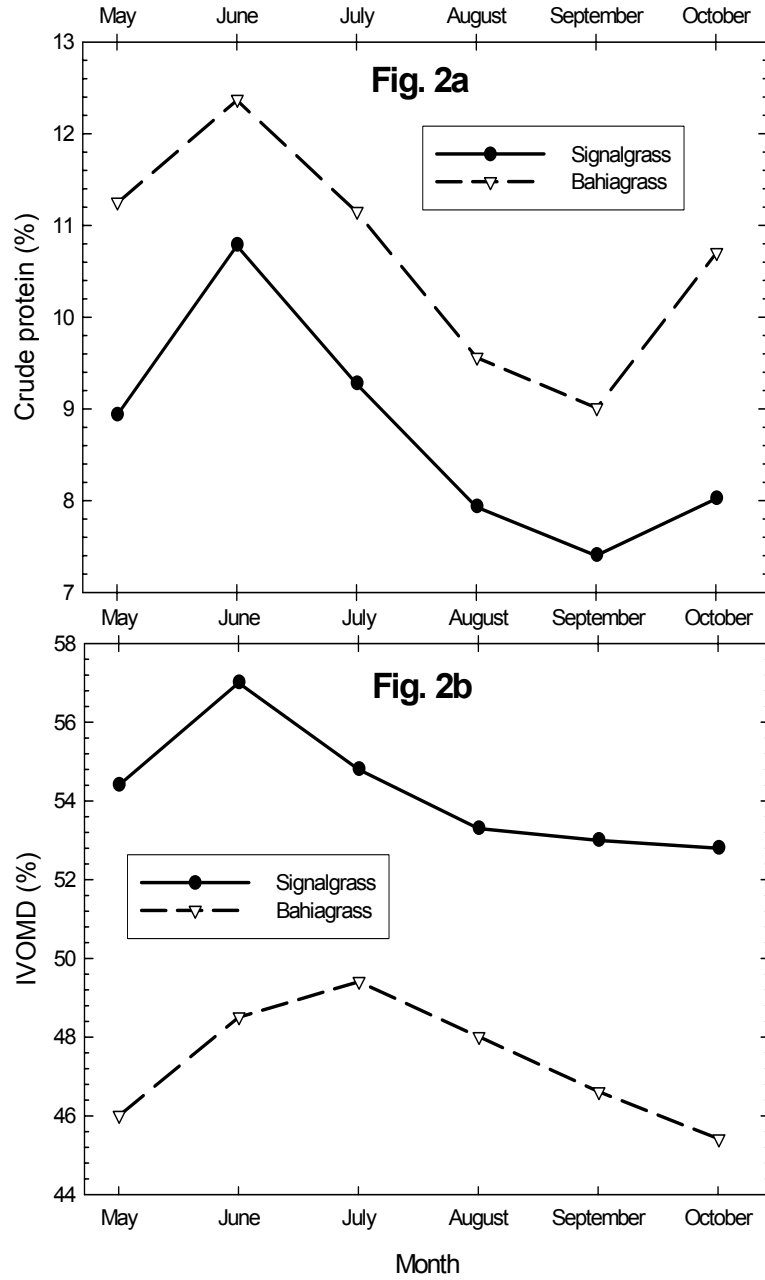 May June July August September October
13
Fig. 2a
12
Signalgrass
Bahiagrass
11
Crude protein (%)
10
9
8
7
May June July August September October
58
Fig. 2b
56
54
52
Signalgrass
Bahiagrass
IVOMD (%)
50
48
46
44
May June July August September October
Month